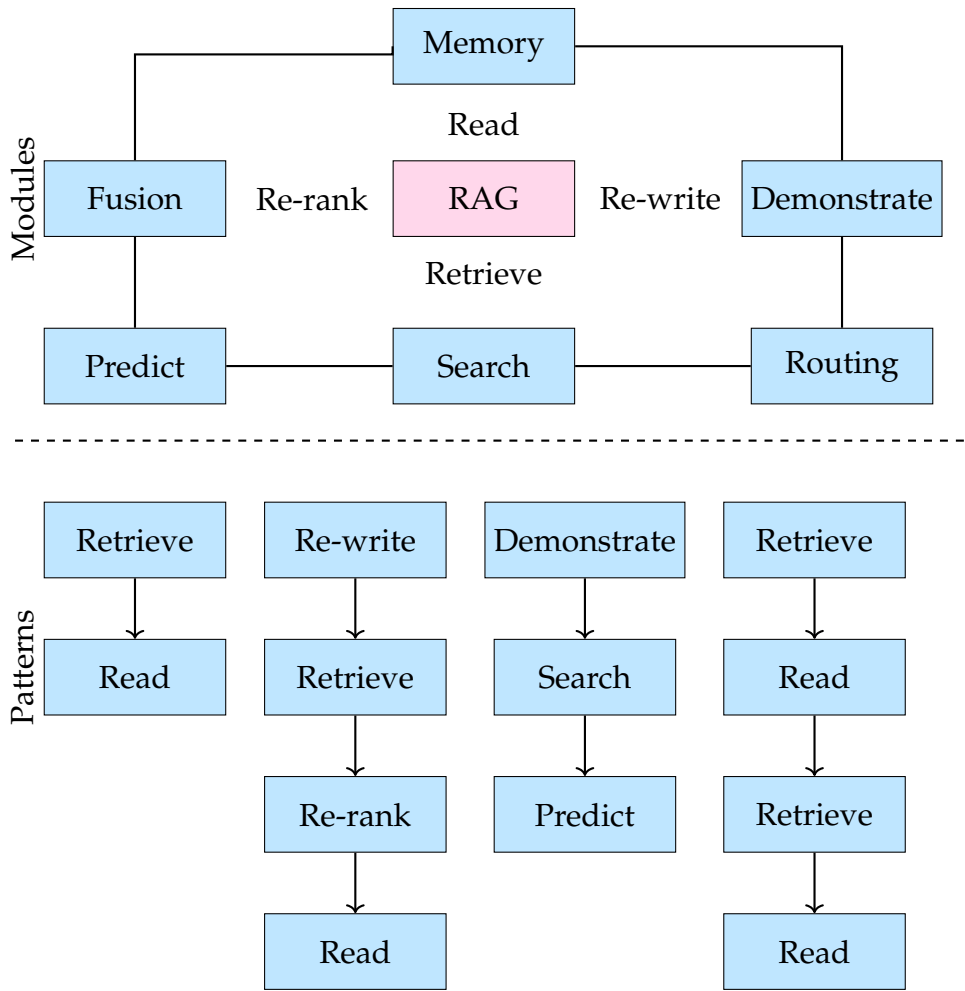 Memory
Read
Modules
Fusion
Re-rank
RAG
Re-write
Demonstrate
Retrieve
Predict
Search
Routing
Patterns
Retrieve
Re-write
Demonstrate
Retrieve
Read
Retrieve
Search
Read
Re-rank
Predict
Retrieve
Read
Read